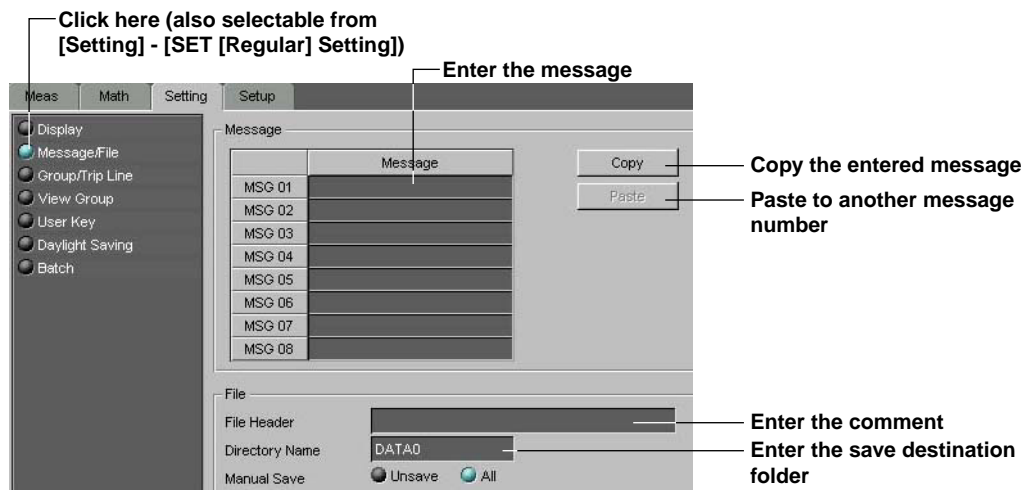 Click here (also selectable from
[Setting] - [SET [Regular] Setting])
Enter the message
Meas Math Setting Setup
Display
Message/File
Group/Trip Line
View Group
User Key
Daylight Saving
Batch
Message
Message
MSG 01
MSG 02
MSG 03
MSG 04
MSG 05
MSG 06
MSG 07
MSG 08
Copy
Paste
Copy the entered message
Paste to another message
number
File
File Header
Directory Name DATA0
Manual Save Unsave All
Enter the comment
Enter the save destination
folder